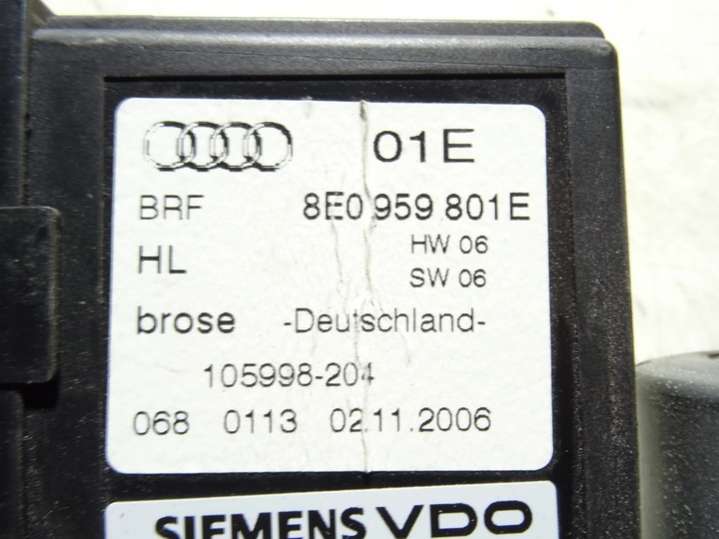 01E
BRF 8E0 959 801E
HL HW 06
SW 06
brose -Deutschland-
105998-204
068 0113 02.11.2006
SIEMENS VDO